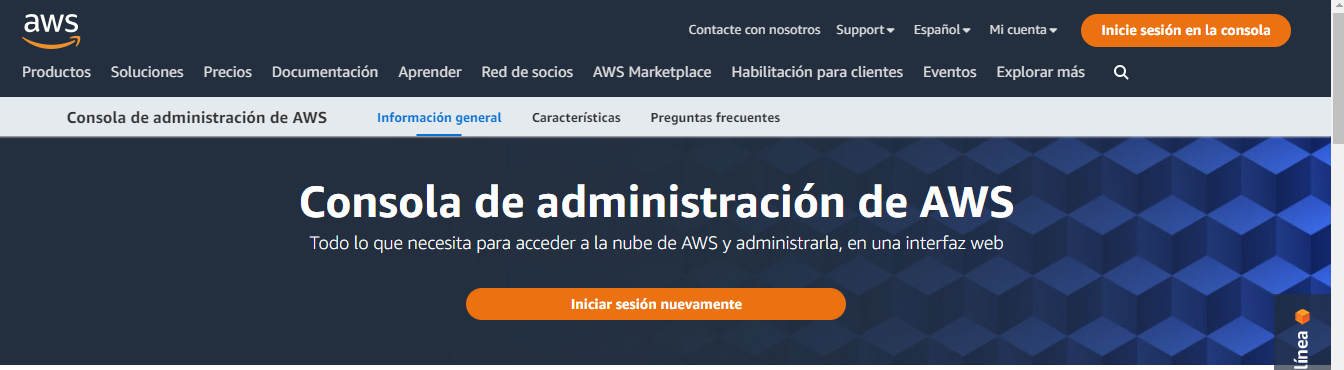 aws
Contacte con nosotros Support Español Mi cuenta Inicie sesión en la consola
Productos Soluciones Precios Documentación Aprender Red de socios AWS Marketplace Habilitación para clientes Eventos Explorar más
Consola de administración de AWS Información general Características Preguntas frecuentes
Consola de administración de AWS
Todo lo que necesita para acceder a la nube de AWS y administrarla, en una interfaz web
Iniciar sesión nuevamente
línea